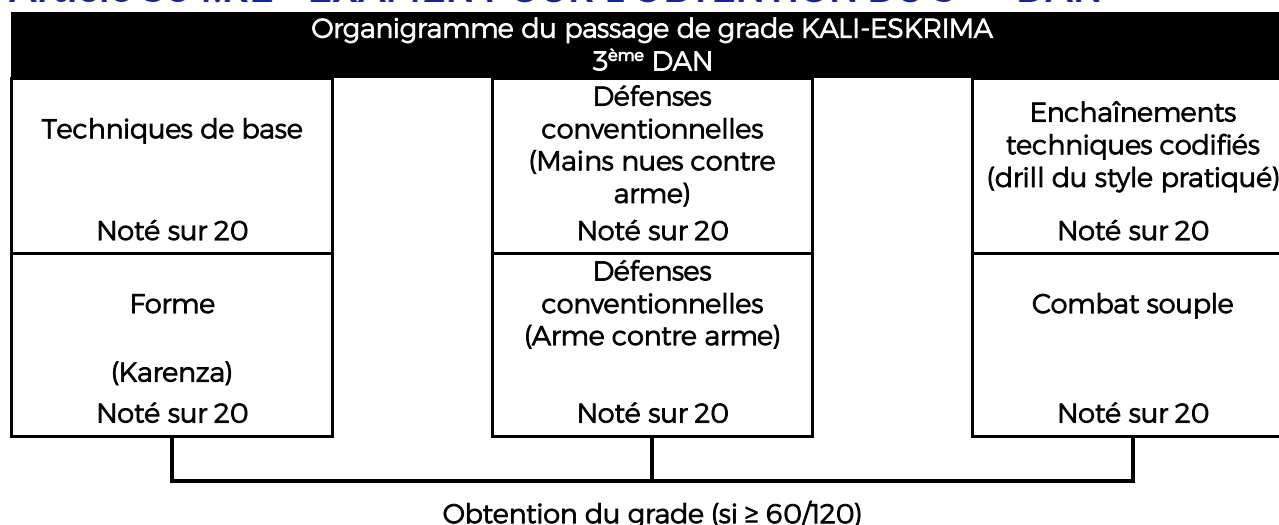 Organigramme du passage de grade KALI-ESKRIMA
3ème DAN
Techniques de base
Noté sur 20
Défenses
conventionnelles
(Mains nues contre
arme)
Noté sur 20
Enchaînements
techniques codifiés
(drill du style pratiqué)
Noté sur 20
Forme
(Karenza)
Noté sur 20
Défenses
conventionnelles
(Arme contre arme)
Noté sur 20
Combat souple
Noté sur 20
Obtention du grade (si ≥ 60/120)